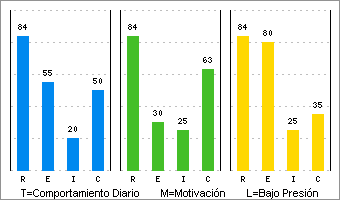 84 84 84
80
63
55
50
30 35
20 25 25
R E I C R E I C R E I C
T=Comportamiento Diario M=Motivación L=Bajo Presión